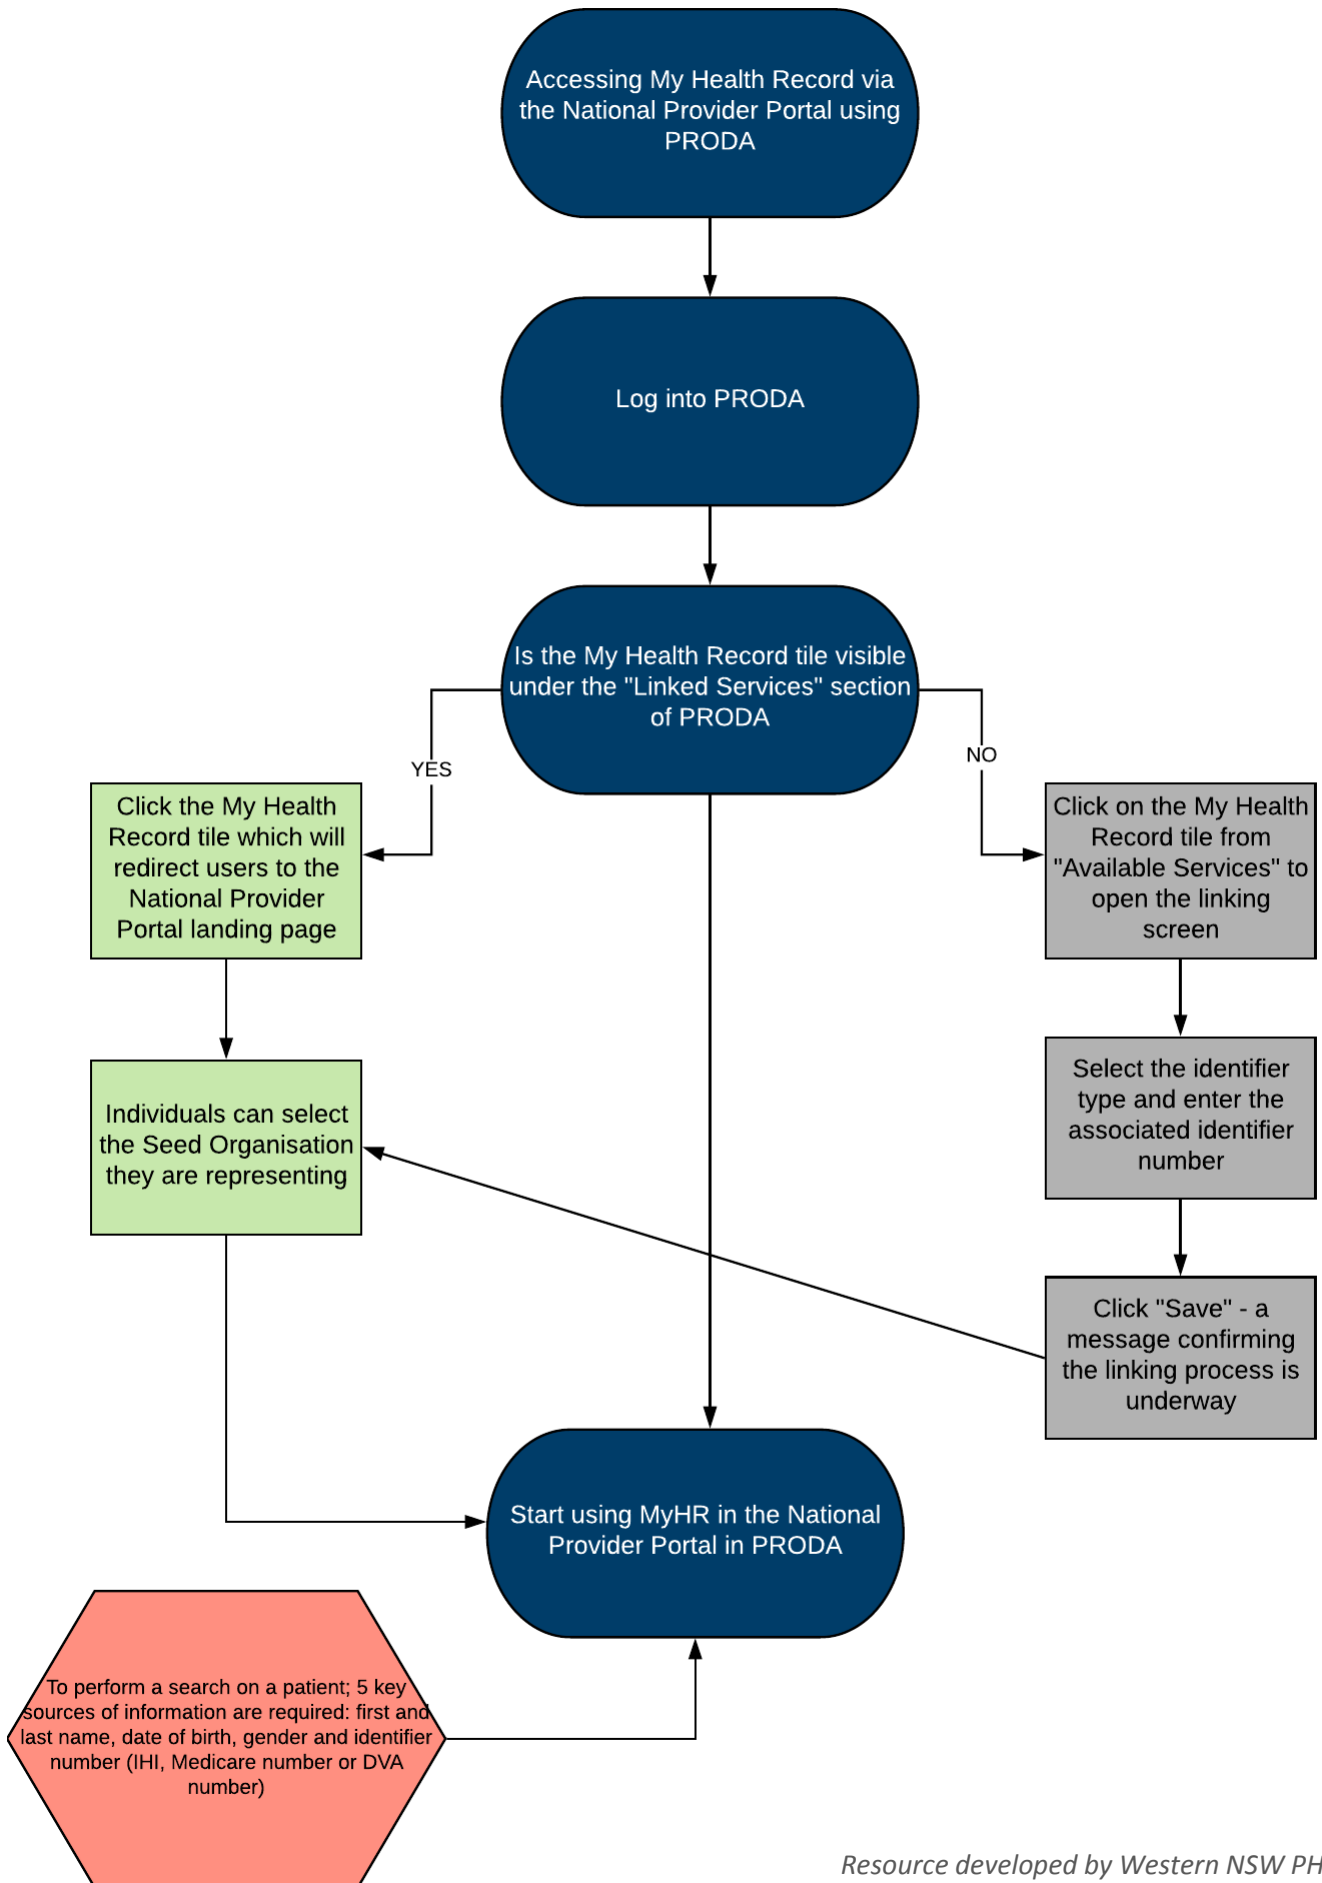 Accessing My Health Record via
the National Provider Portal using
PRODA
Log into PRODA
Is the My Health Record tile visible
under the "Linked Services" section
of PRODA
YES
NO
Click the My Health
Record tile which will
redirect users to the
National Provider
Portal landing page
Click on the My Health
Record tile from
"Available Services" to
open the linking
screen
Individuals can select
the Seed Organisation
they are representing
Select the identifier
type and enter the
associated identifier
number
Click "Save" - a
message confirming
the linking process is
underway
Start using MyHR in the National
Provider Portal in PRODA
To perform a search on a patient; 5 key
sources of information are required: first and
last name, date of birth, gender and identifier
number (IHI, Medicare number or DVA
number)
Resource developed by Western NSW PH